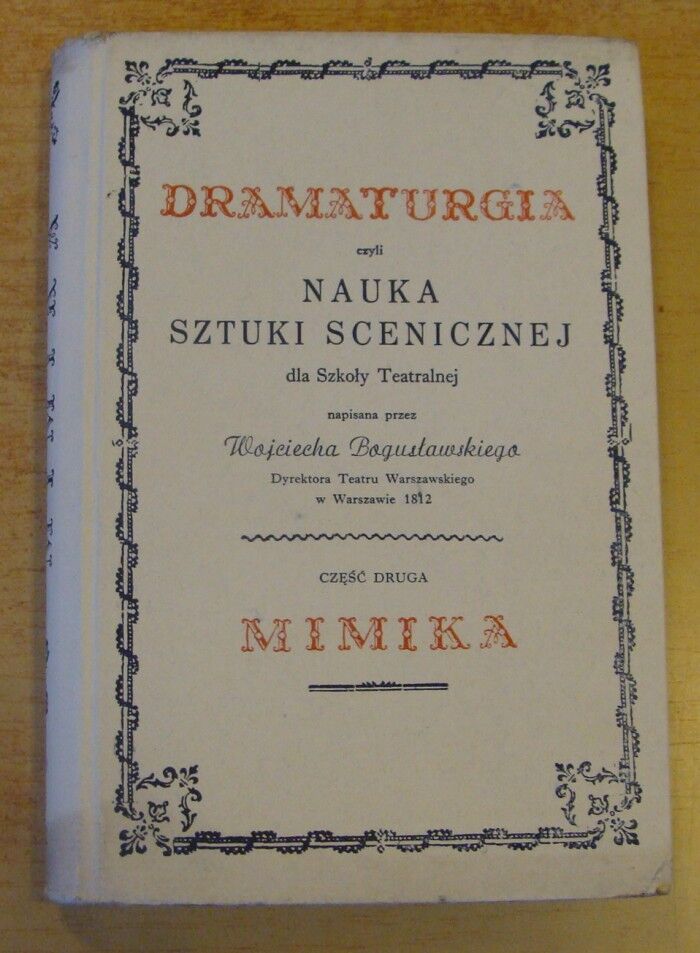 DRAMATURGIA
czyli
NAUKA
SZTUKI SCENICZNEJ
dla Szkoły Teatralnej
napisana przez
Wojciecha Bogusławskiego
Dyrektora Teatru Warszawskiego
w Warszawie 1812
CZĘŚĆ DRUGA
MIMIKA